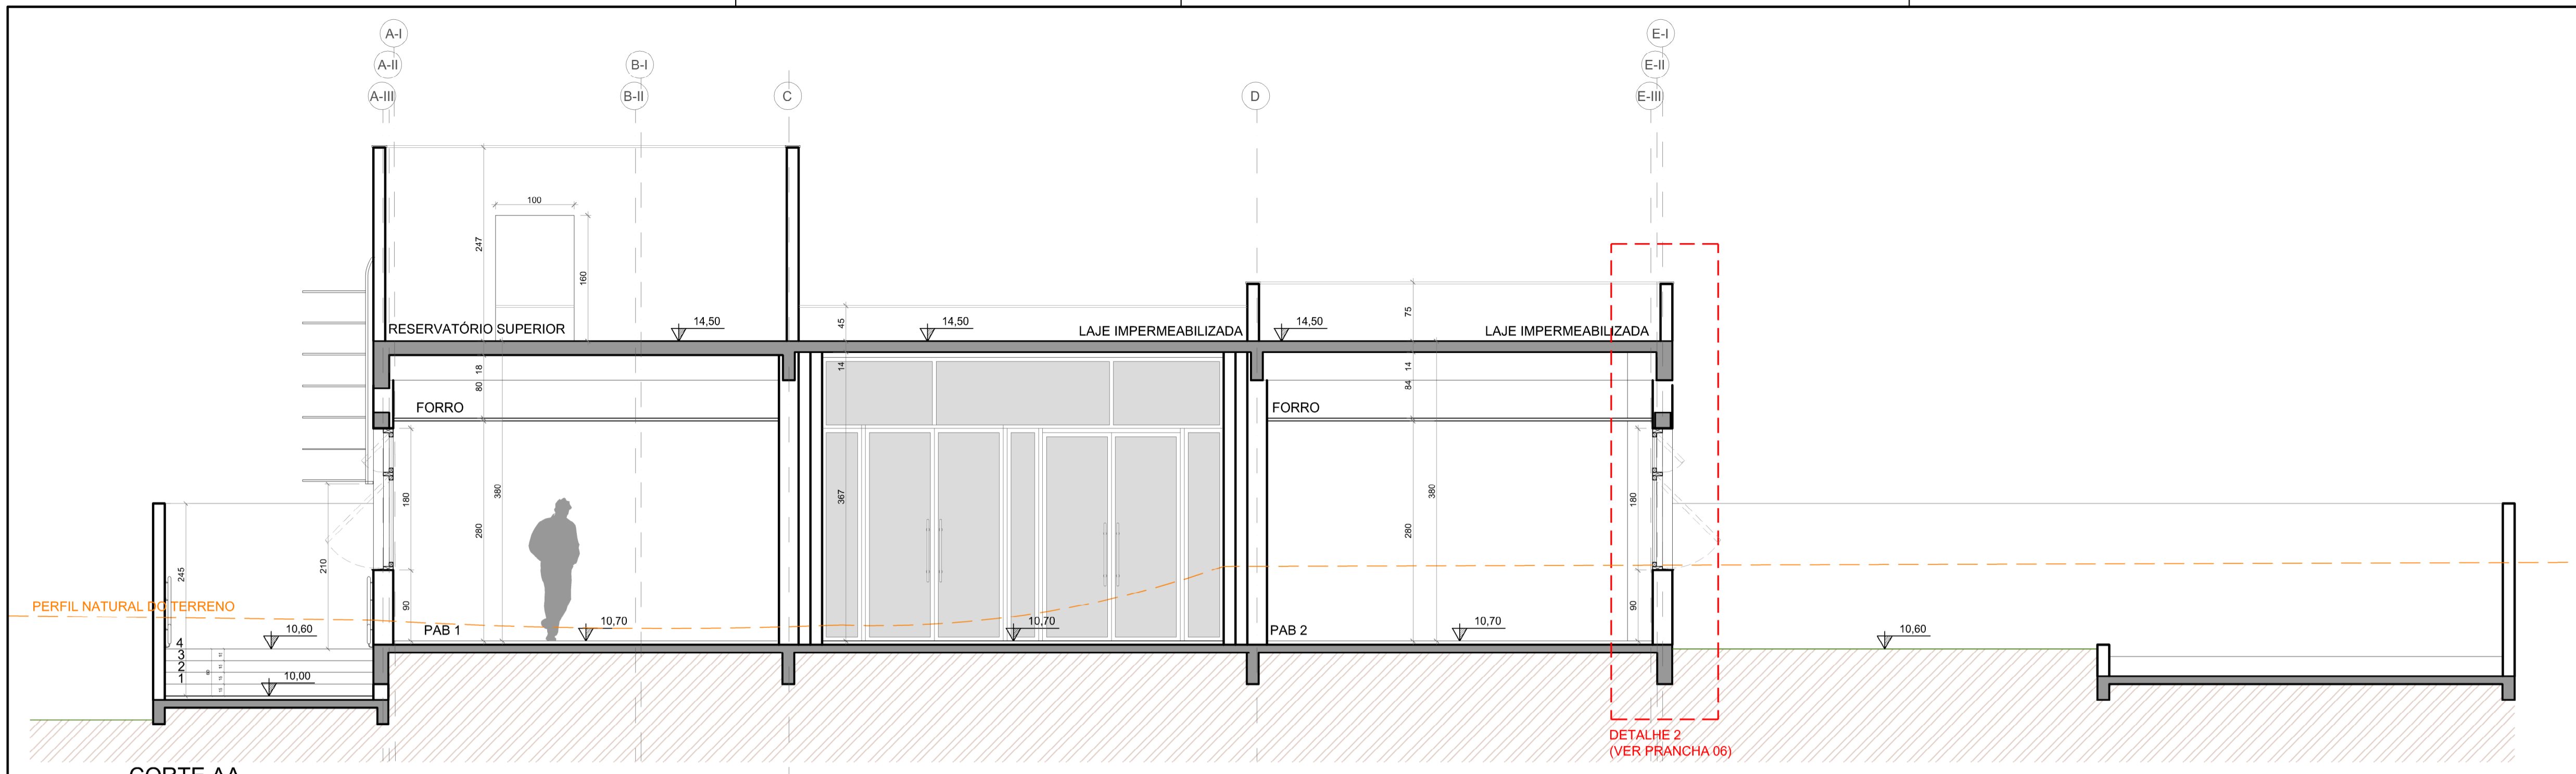 A-I
A-II
A-III
B-I
B-II
C
D
E-I
E-II
E-III
100
247
160
RESERVATÓRIO SUPERIOR
14,50
45
14,50
LAJE IMPERMEABILIZADA
14,50
75
LAJE IMPERMEABILIZADA
18
80
14
14
84
FORRO
FORRO
180
280
380
367
280
380
180
210
245
90
90
PERFIL NATURAL DO TERRENO
10,60
PAB 1
10,70
10,70
PAB 2
10,70
10,60
4
3
2
1
10,00
DETALHE 2
(VER PRANCHA 06)
CORTE AA